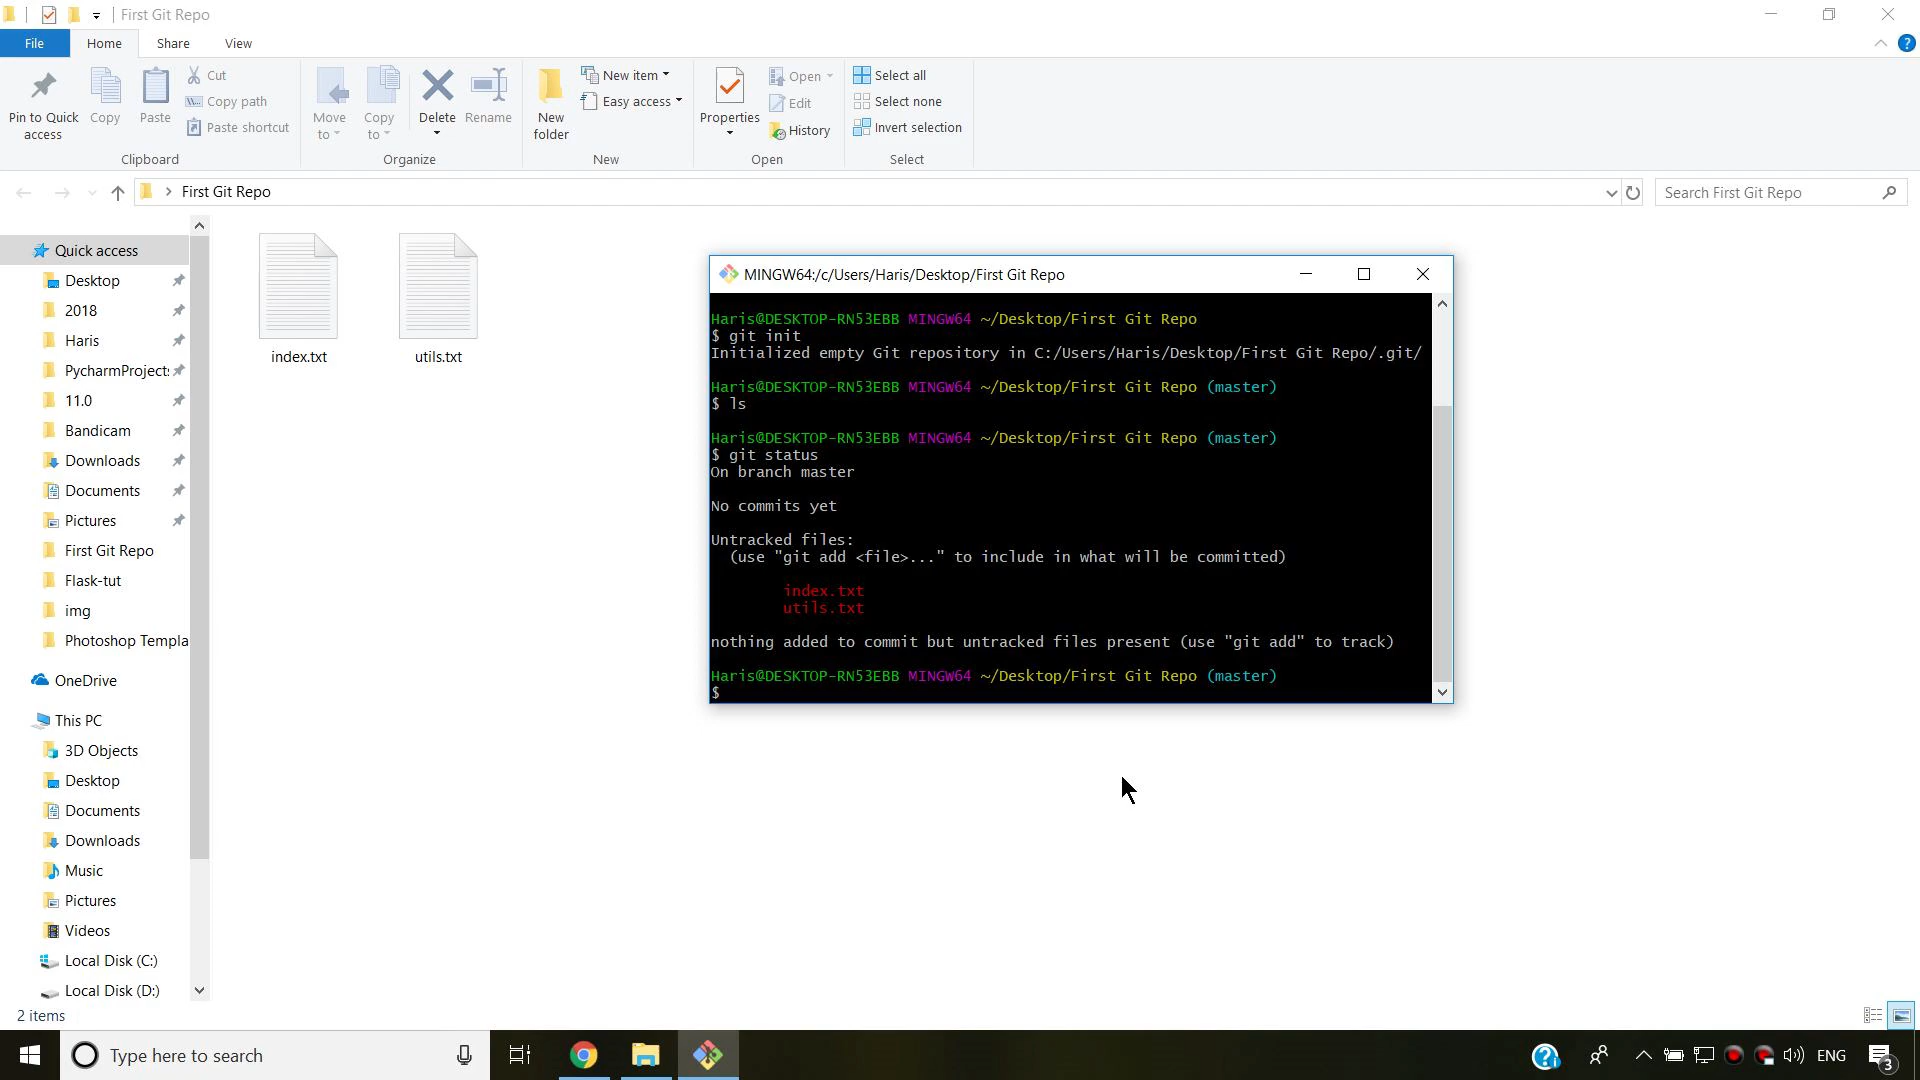 First Git Repo
File
Home
Share
View
Pin to Quick access
Copy
Paste
Cut
Copy path
Paste shortcut
Clipboard
Move to
Copy to
Delete
Rename
Organize
New folder
New item
Easy access
New
Properties
Open
Edit
History
Open
Select all
Select none
Invert selection
Select
First Git Repo
Search First Git Repo
Quick access
Desktop
2018
Haris
PycharmProject:
11.0
Bandicam
Downloads
Documents
Pictures
First Git Repo
Flask-tut
img
Photoshop Templa
OneDrive
This PC
3D Objects
Desktop
Documents
Downloads
Music
Pictures
Videos
Local Disk (C:)
Local Disk (D:)
index.txt
utils.txt
MINGW64:/c/Users/Haris/Desktop/First Git Repo
Haris@DESKTOP-RN53EBB MINGW64 ~/Desktop/First Git Repo
$ git init
Initialized empty Git repository in C:/Users/Haris/Desktop/First Git Repo/.git/
Haris@DESKTOP-RN53EBB MINGW64 ~/Desktop/First Git Repo (master)
$ ls
Haris@DESKTOP-RN53EBB MINGW64 ~/Desktop/First Git Repo (master)
$ git status
On branch master
No commits yet
Untracked files:
(use "git add <file>..." to include in what will be committed)
index.txt
utils.txt
nothing added to commit but untracked files present (use "git add" to track)
Haris@DESKTOP-RN53EBB MINGW64 ~/Desktop/First Git Repo (master)
$
2 items
Type here to search
ENG
3